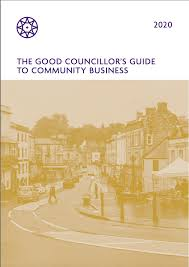 2020
THE GOOD COUNCILLOR'S GUIDE
TO COMMUNITY BUSINESS